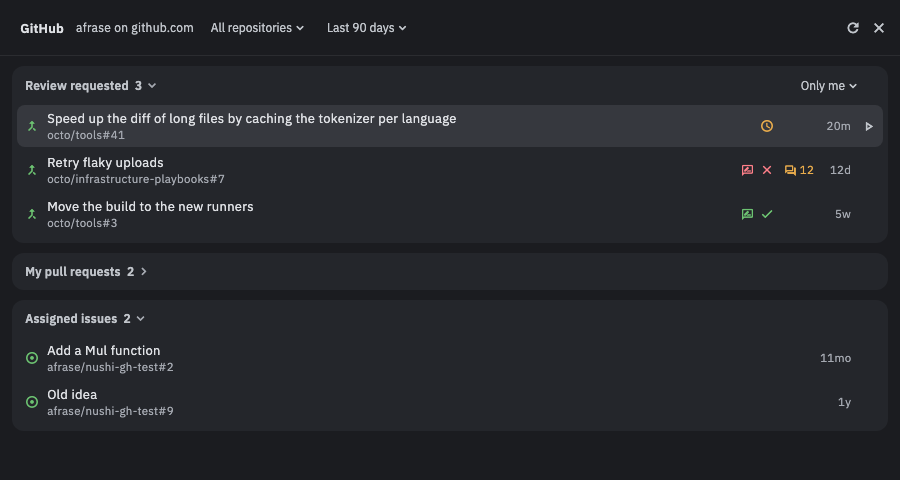 GitHub afrase on github.com All repositories Last 90 days
Review requested 3 Only me
Speed up the diff of long files by caching the tokenizer per language
octo/tools#41 20m
Retry flaky uploads
octo/infrastructure-playbooks#7 12 12d
Move the build to the new runners
octo/tools#3 5w
My pull requests 2
Assigned issues 2
Add a Mul function
afrase/nushi-gh-test#2 11mo
Old idea
afrase/nushi-gh-test#9 1y